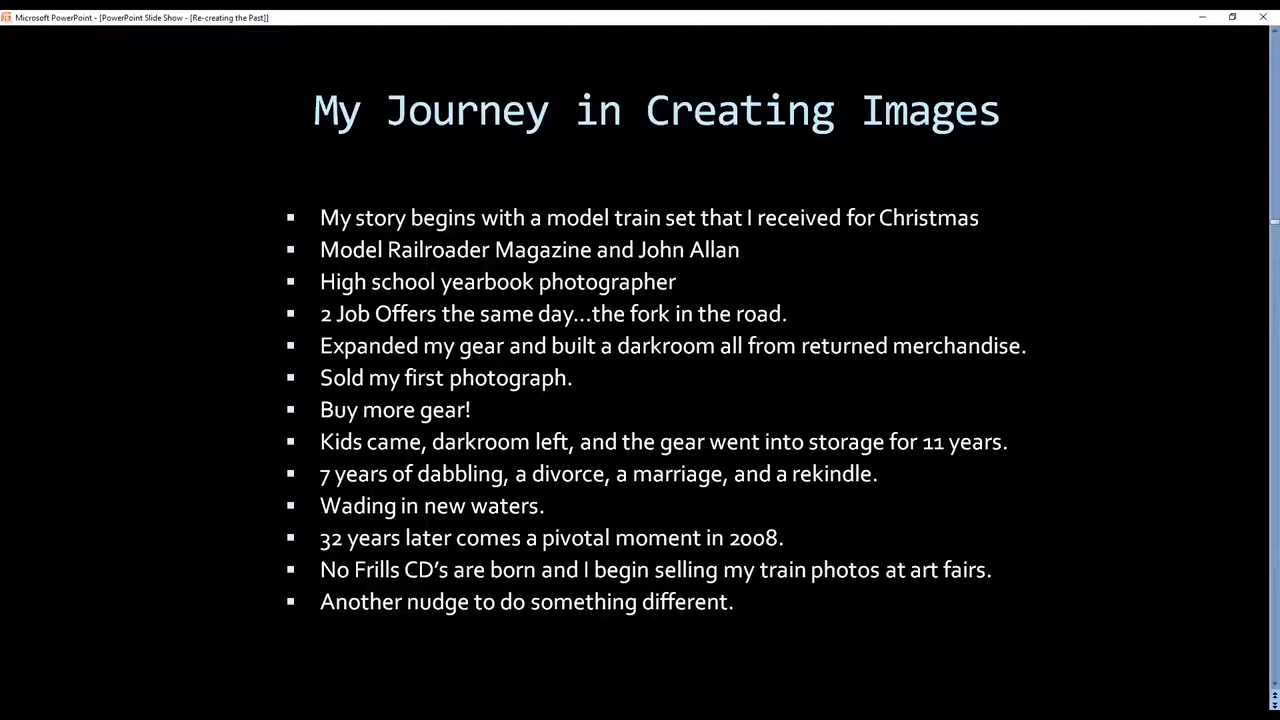 Microsoft PowerPoint - [PowerPoint Slide Show - [Re-creating the Past]]
My Journey in Creating Images
▪ My story begins with a model train set that I received for Christmas
▪ Model Railroader Magazine and John Allan
▪ High school yearbook photographer
▪ 2 Job Offers the same day...the fork in the road.
▪ Expanded my gear and built a darkroom all from returned merchandise.
▪ Sold my first photograph.
▪ Buy more gear!
▪ Kids came, darkroom left, and the gear went into storage for 11 years.
▪ 7 years of dabbling, a divorce, a marriage, and a rekindle.
▪ Wading in new waters.
▪ 32 years later comes a pivotal moment in 2008.
▪ No Frills CD’s are born and I begin selling my train photos at art fairs.
▪ Another nudge to do something different.